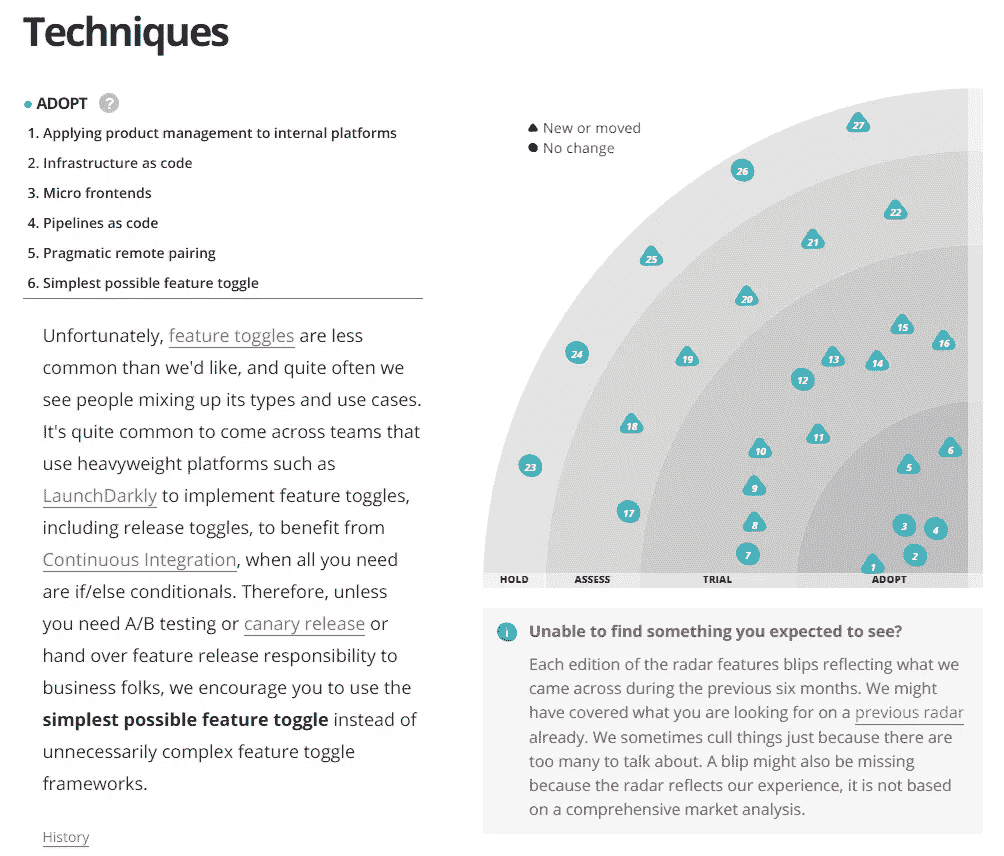 Techniques
ADOPT ?
1. Applying product management to internal platforms
2. Infrastructure as code
3. Micro frontends
4. Pipelines as code
5. Pragmatic remote pairing
6. Simplest possible feature toggle
Unfortunately, feature toggles are less
common than we'd like, and quite often we
see people mixing up its types and use cases.
It's quite common to come across teams that
use heavyweight platforms such as
LaunchDarkly to implement feature toggles,
including release toggles, to benefit from
Continuous Integration, when all you need
are if/else conditionals. Therefore, unless
you need A/B testing or canary release or
hand over feature release responsibility to
business folks, we encourage you to use the
simplest possible feature toggle instead of
unnecessarily complex feature toggle
frameworks.
History
New or moved
No change
27
26
22
21
25
20
15
16
24
19
13
14
12
18
11
10
6
23
5
9
17
8
3
4
7
2
1
HOLD ASSESS TRIAL ADOPT
i Unable to find something you expected to see?
Each edition of the radar features blips reflecting what we
came across during the previous six months. We might
have covered what you are looking for on a previous radar
already. We sometimes cull things just because there are
too many to talk about. A blip might also be missing
because the radar reflects our experience, it is not based
on a comprehensive market analysis.